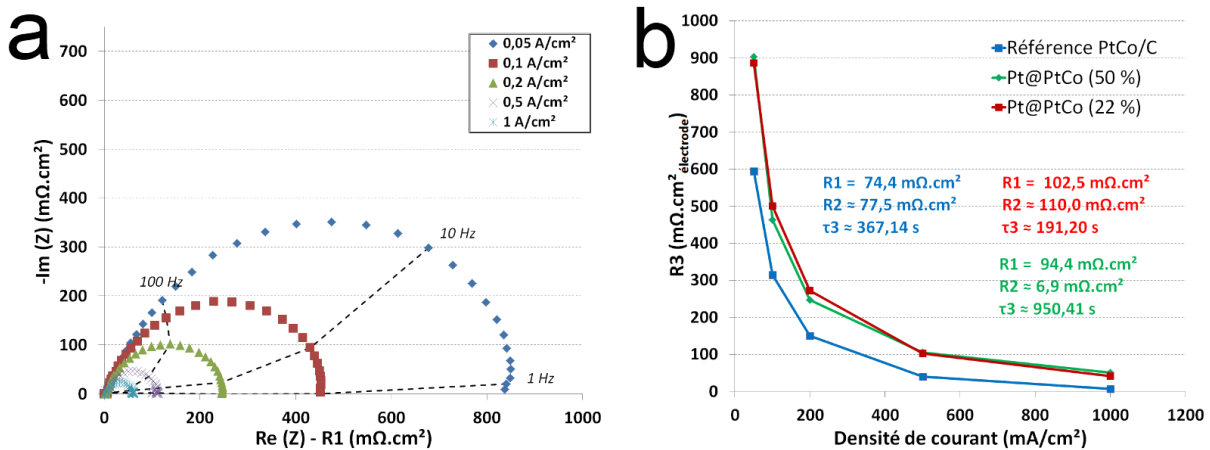 a
700
600
500
400
300
200
100
0
0
200
400
600
800
1000
-Im (Z) (mΩ.cm²)
Re (Z) - R1 (mΩ.cm²)
0,05 A/cm²
0,1 A/cm²
0,2 A/cm²
0,5 A/cm²
1 A/cm²
100 Hz
10 Hz
1 Hz
b
1000
900
800
700
600
500
400
300
200
100
0
0
200
400
600
800
1000
1200
R3 (mΩ.cm²électrode)
Densité de courant (mA/cm²)
Référence PtCo/C
Pt@PtCo (50 %)
Pt@PtCo (22 %)
R1 = 74,4 mΩ.cm²
R2 ≈ 77,5 mΩ.cm²
τ3 ≈ 367,14 s
R1 = 102,5 mΩ.cm²
R2 ≈ 110,0 mΩ.cm²
τ3 ≈ 191,20 s
R1 = 94,4 mΩ.cm²
R2 ≈ 6,9 mΩ.cm²
τ3 ≈ 950,41 s